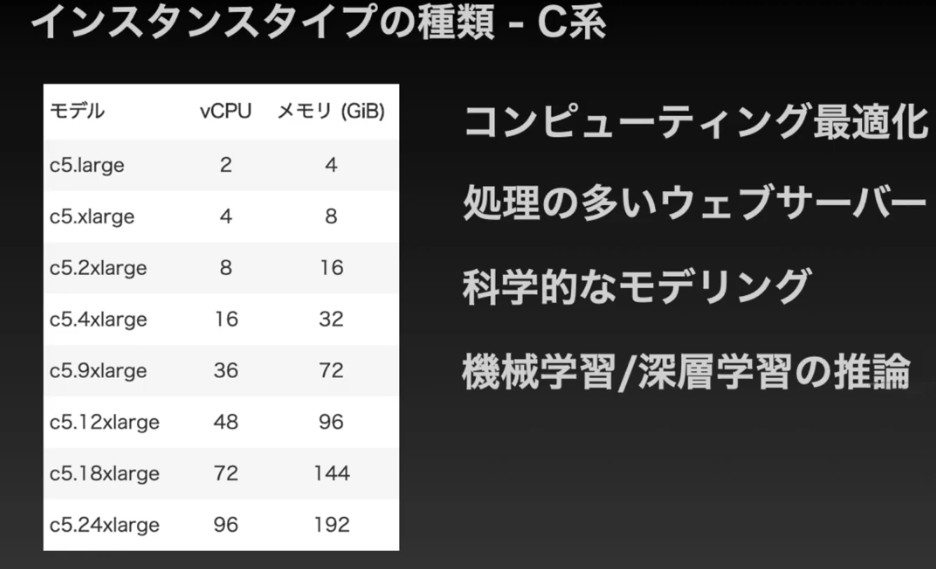 インスタンスタイプの種類 - C系
モデル vCPU メモリ (GiB)
c5.large 2 4
c5.xlarge 4 8
c5.2xlarge 8 16
c5.4xlarge 16 32
c5.9xlarge 36 72
c5.12xlarge 48 96
c5.18xlarge 72 144
c5.24xlarge 96 192
コンピューティング最適化
処理の多いウェブサーバー
科学的なモデリング
機械学習/深層学習の推論